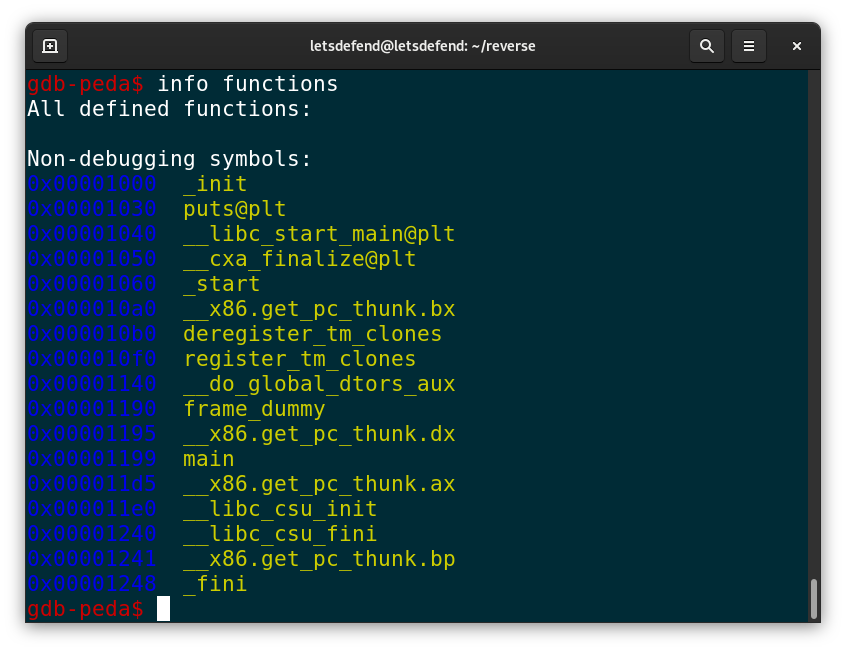 letsdefend@letsdefend: ~/reverse
gdb-peda$ info functions
All defined functions:
Non-debugging symbols:
0x00001000  _init
0x00001030  puts@plt
0x00001040  __libc_start_main@plt
0x00001050  __cxa_finalize@plt
0x00001060  _start
0x000010a0  __x86.get_pc_thunk.bx
0x000010b0  deregister_tm_clones
0x000010f0  register_tm_clones
0x00001140  __do_global_dtors_aux
0x00001190  frame_dummy
0x00001195  __x86.get_pc_thunk.dx
0x00001199  main
0x000011d5  __x86.get_pc_thunk.ax
0x000011e0  __libc_csu_init
0x00001240  __libc_csu_fini
0x00001241  __x86.get_pc_thunk.bp
0x00001248  _fini
gdb-peda$